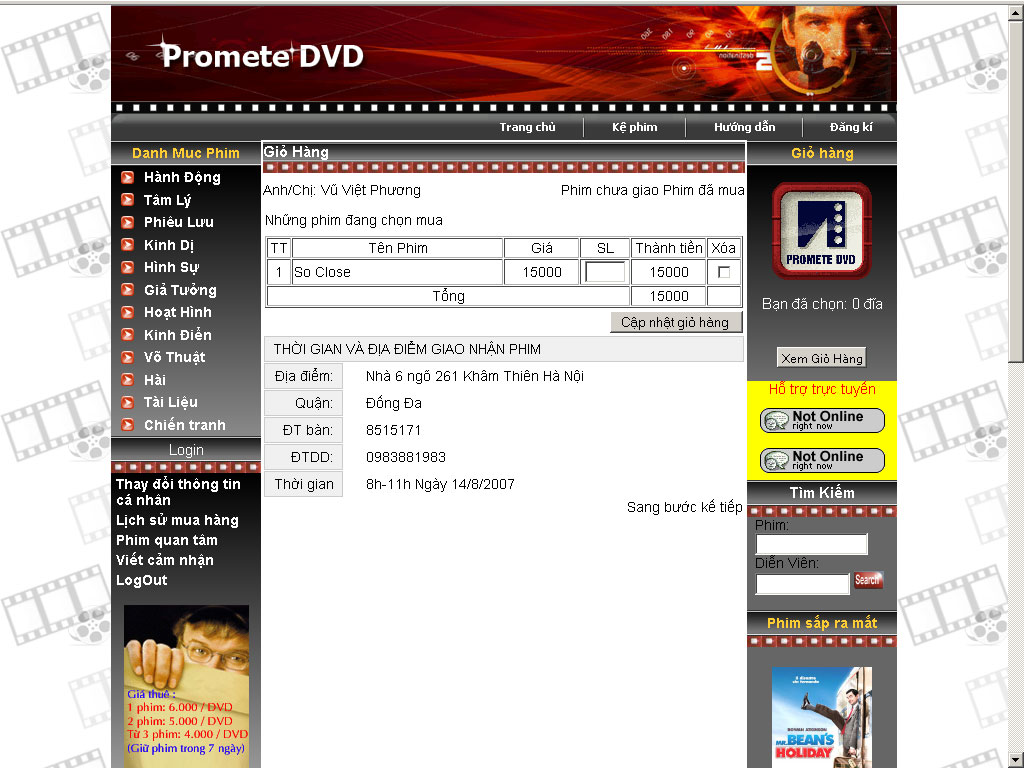 Promete DVD
Trang chủ
Kệ phim
Hướng dẫn
Đăng kí
Danh Muc Phim
Hành Động
Tâm Lý
Phiêu Lưu
Kinh Dị
Hình Sự
Giả Tưởng
Hoạt Hình
Kinh Điển
Võ Thuật
Hài
Tài Liệu
Chiến tranh
Login
Thay đổi thông tin
cá nhân
Lịch sử mua hàng
Phim quan tâm
Viết cảm nhận
LogOut
Giá thuê :
1 phim: 6.000 / DVD
2 phim: 5.000 / DVD
Từ 3 phim: 4.000 / DVD
(Giữ phim trong 7 ngày)
Giỏ Hàng
Anh/Chị: Vũ Việt Phương
Phim chưa giao Phim đã mua
Những phim đang chọn mua
TT Tên Phim Giá SL Thành tiền Xóa
1 So Close 15000 15000
Tổng 15000
Cập nhật giỏ hàng
THỜI GIAN VÀ ĐỊA ĐIỂM GIAO NHẬN PHIM
Địa điểm: Nhà 6 ngõ 261 Khâm Thiên Hà Nội
Quận: Đống Đa
ĐT bàn: 8515171
ĐTDD: 0983881983
Thời gian 8h-11h Ngày 14/8/2007
Sang bước kế tiếp
Giỏ hàng
PROMETE DVD
Bạn đã chọn: 0 đĩa
Xem Giỏ Hàng
Hỗ trợ trực tuyến
Not Online
right now
Not Online
right now
Tìm Kiếm
Phim:
Diễn Viên:
Search
Phim sắp ra mắt
ROWAN ATKINSON
MR.BEAN'S
HOLIDAY